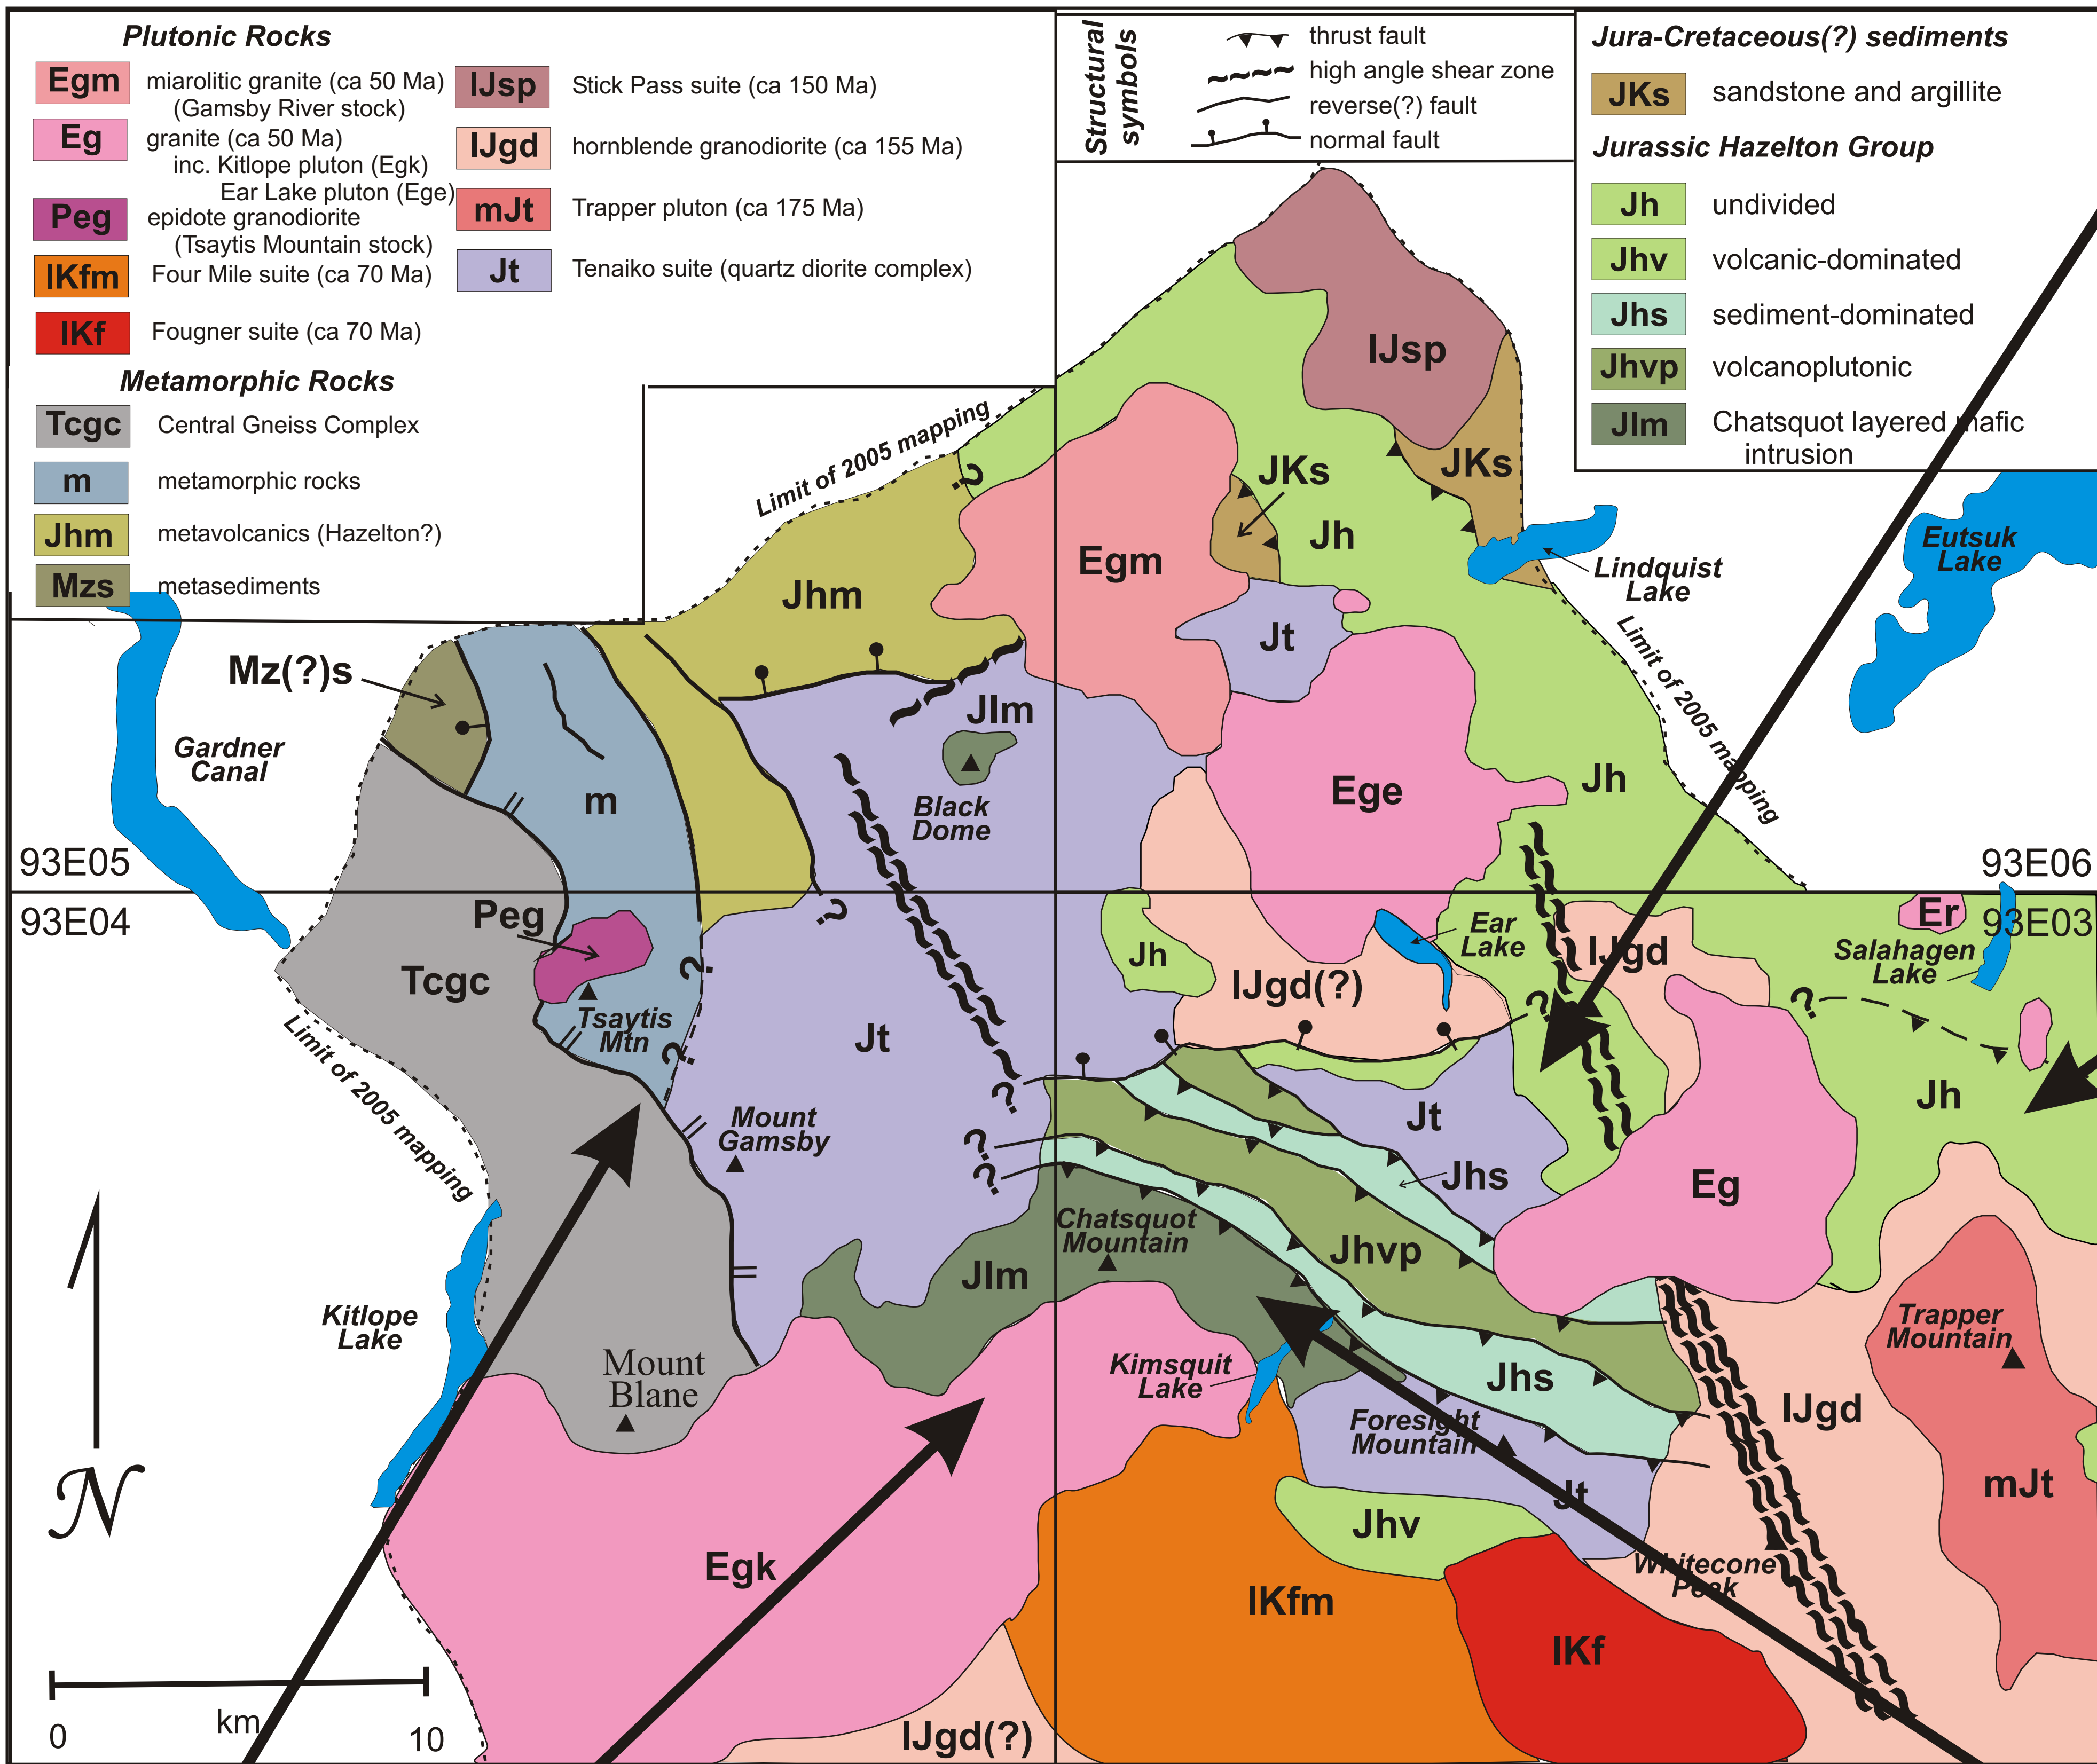 Plutonic Rocks
Egm
miarolitic granite (ca 50 Ma)
(Gamsby River stock)
Eg
granite (ca 50 Ma)
inc. Kitlope pluton (Egk)
Ear Lake pluton (Ege)
Peg
epidote granodiorite
(Tsaytis Mountain stock)
lKfm
Four Mile suite (ca 70 Ma)
lKf
Fougner suite (ca 70 Ma)
lJsp
Stick Pass suite (ca 150 Ma)
lJgd
hornblende granodiorite (ca 155 Ma)
mJt
Trapper pluton (ca 175 Ma)
Jt
Tenaiko suite (quartz diorite complex)
Metamorphic Rocks
Tcgc
Central Gneiss Complex
m
metamorphic rocks
Jhm
metavolcanics (Hazelton?)
Mzs
metasediments
Structural
symbols
thrust fault
high angle shear zone
reverse(?) fault
normal fault
Jura-Cretaceous(?) sediments
JKs
sandstone and argillite
Jurassic Hazelton Group
Jh
undivided
Jhv
volcanic-dominated
Jhs
sediment-dominated
Jhvp
volcanoplutonic
Jlm
Chatsquot layered mafic
intrusion
lJsp
Limit of 2005 mapping
?
JKs
JKs
Jh
Egm
Jhm
Lindquist
Lake
Eutsuk
Lake
Jt
Limit of 2005 mapping
Mz(?)s
Gardner
Canal
Jlm
Black
Dome
m
Ege
Jh
93E05
93E06
93E04
93E03
Peg
?
Er
Ear
Lake
lJgd
Salahagen
Lake
Jh
Tcgc
?
lJgd(?)
?
?
Tsaytis
Mtn
Jt
?
Limit of 2005 mapping
?
Jh
Mount
Gamsby
Jt
?
?
Jhs
Eg
Chatsquot
Mountain
Jhvp
Jlm
Kitlope
Lake
Trapper
Mountain
Mount
Blane
Kimsquit
Lake
Jhs
lJgd
Foresight
Mountain
Jt
mJt
N
Jhv
Egk
Whitecone
Peak
lKfm
lKf
km
0
10
lJgd(?)